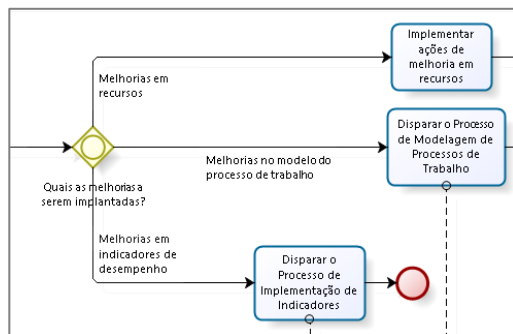 Implementar
ações de
melhoria em
recursos
Melhorias em
recursos
Disparar o Processo
de Modelagem de
Processos de
Trabalho
Melhorias no modelo do
processo de trabalho
Quais as melhorias a
serem implantadas?
Melhorias em
indicadores de
desempenho
Disparar o
Processo de
Implementação de
Indicadores